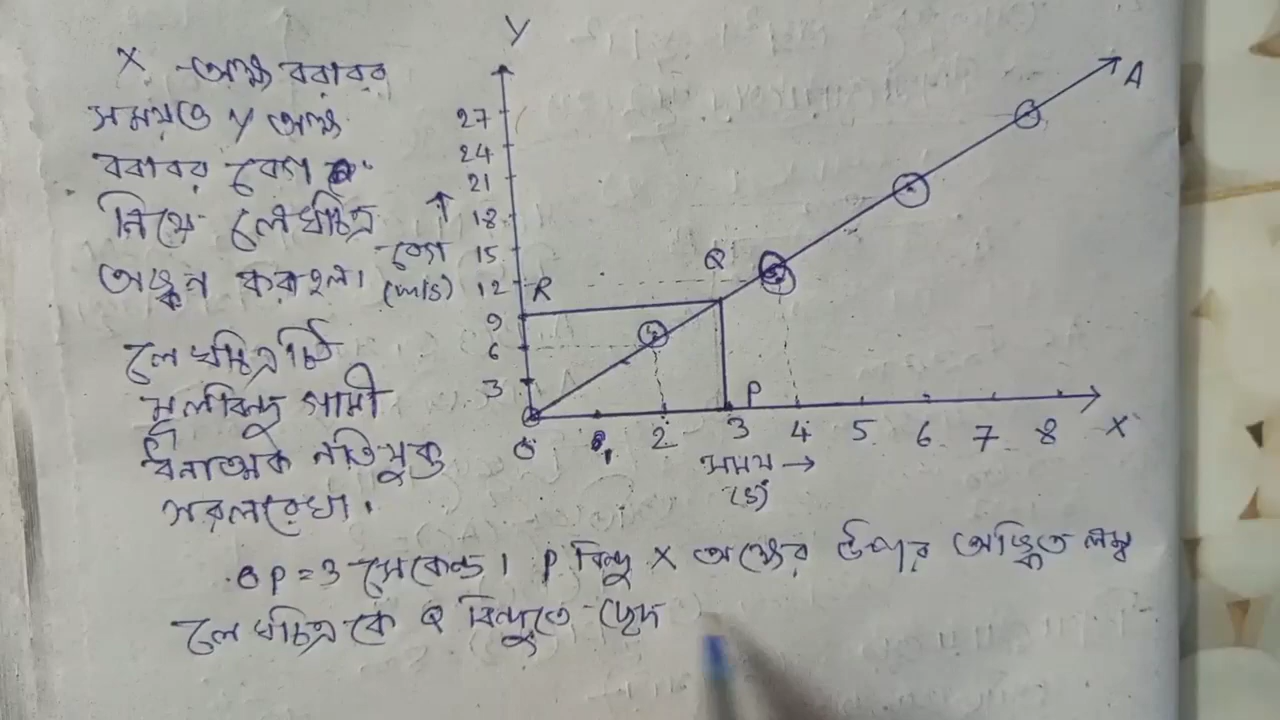 X -অক্ষ বরাবর
সময়তে Y অক্ষ
বরাবর বেগ
নিয়ে লেখচিত্র
অঙ্কন করা হল।
লেখচিত্রটি
মূলবিন্দু গামী
ধনাত্মক নতিযুক্ত
সরলরেখা।
Y
27
24
21
18
15
12
9
6
3
বেগ
(m/s)
R
Q
A
P
0 1 2 3 4 5 6 7 8 X
সময় →
(s)
OP = 3 সেকেন্ড। P বিন্দু X অক্ষের উপর অঙ্কিত লম্ব
লেখচিত্রকে Q বিন্দুতে ছেদ